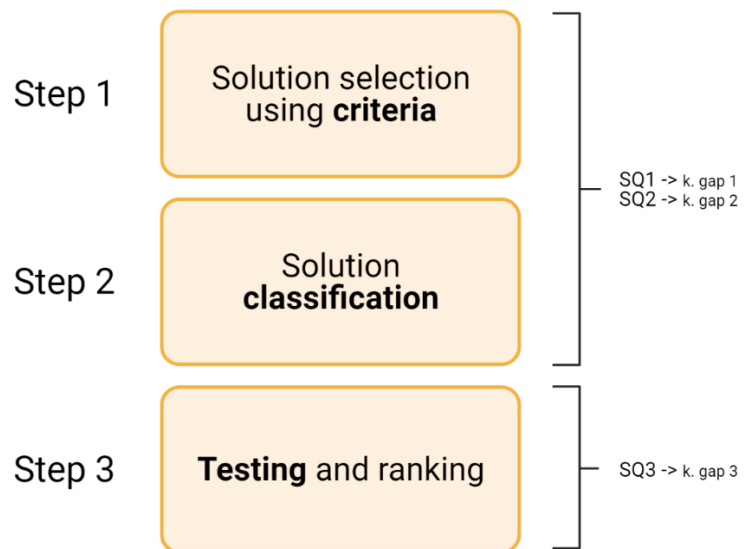 Step 1
Solution selection
using criteria
SQ1 -> k. gap 1
SQ2 -> k. gap 2
Step 2
Solution
classification
Step 3
Testing and ranking
SQ3 -> k. gap 3